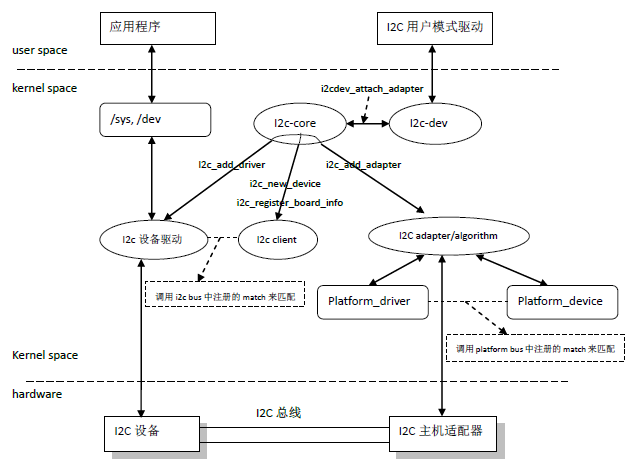 应用程序
I2C 用户模式驱动
user space
kernel space
i2cdev_attach_adapter
/sys, /dev
I2c-core
I2c-dev
I2c_add_driver
i2c_add_adapter
i2c_new_device
i2c_register_board_info
I2c 设备驱动
I2c client
I2C adapter/algorithm
调用 i2c bus 中注册的 match 来匹配
Platform_driver
Platform_device
调用 platform bus 中注册的 match 来匹配
Kernel space
hardware
I2C 总线
I2C 设备
I2C 主机适配器